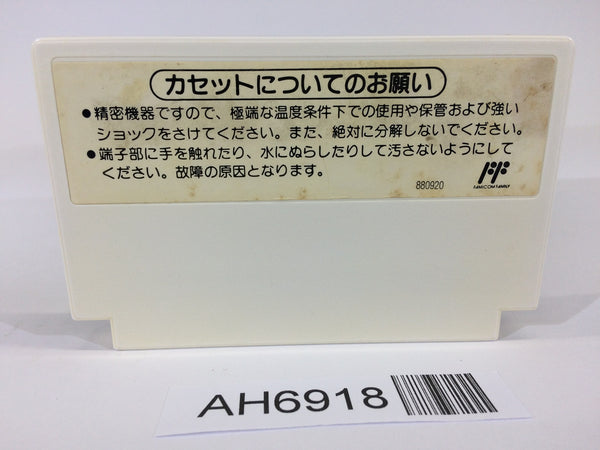 カセットについてのお願い
●精密機器ですので、極端な温度条件下での使用や保管および強い
ショックをさけてください。また、絶対に分解しないでください。
●端子部に手を触れたり、水にぬらしたりして汚さないようにして
ください。故障の原因となります。
880920
FAMICOM FAMILY
AH6918